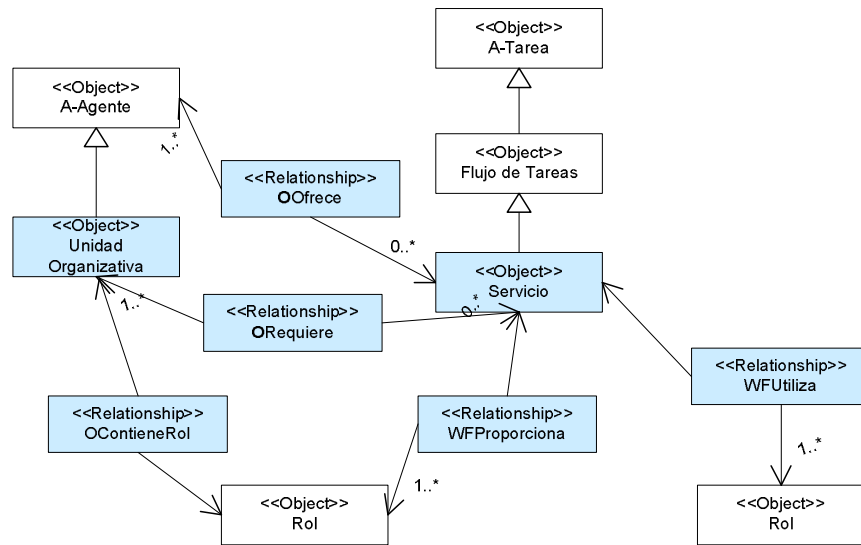 <<Object>>
A-Tarea
<<Object>>
A-Agente
1..*
<<Object>>
Flujo de Tareas
<<Relationship>>
OOfrece
<<Object>>
Unidad
Organizativa
0..*
<<Object>>
Servicio
1..*
<<Relationship>>
ORequiere
0..*
<<Relationship>>
WFUtiliza
<<Relationship>>
OContieneRol
<<Relationship>>
WFProporciona
1..*
1..*
<<Object>>
Rol
<<Object>>
Rol